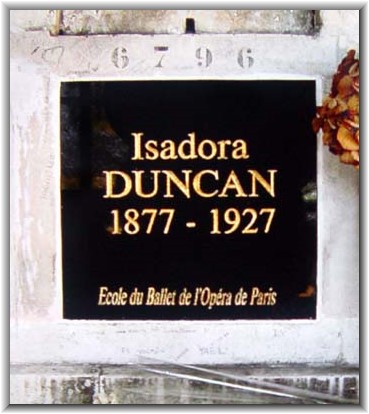 6796
Isadora
DUNCAN
1877 - 1927
Ecole du Ballet de l'Opéra de Paris